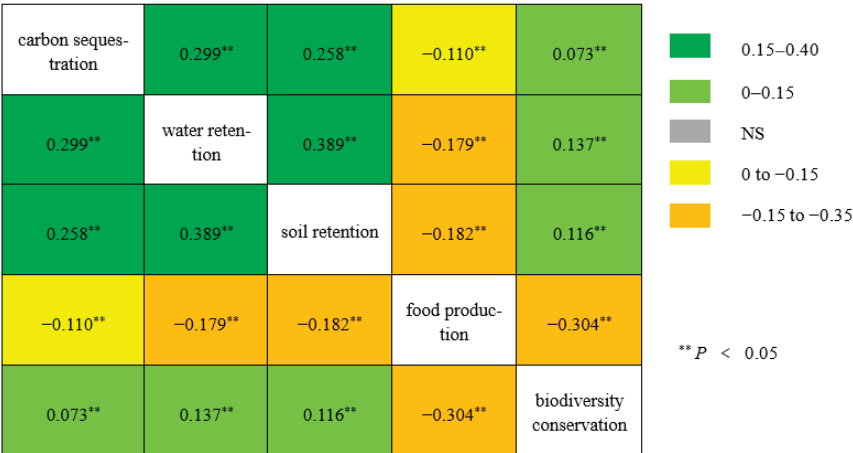 carbon seques-
tration
0.299**
0.258**
−0.110**
0.073**
0.299**
water reten-
tion
0.389**
−0.179**
0.137**
0.258**
0.389**
soil retention
−0.182**
0.116**
−0.110**
−0.179**
−0.182**
food produc-
tion
−0.304**
0.073**
0.137**
0.116**
−0.304**
biodiversity
conservation
0.15–0.40
0–0.15
NS
0 to −0.15
−0.15 to −0.35
** P < 0.05